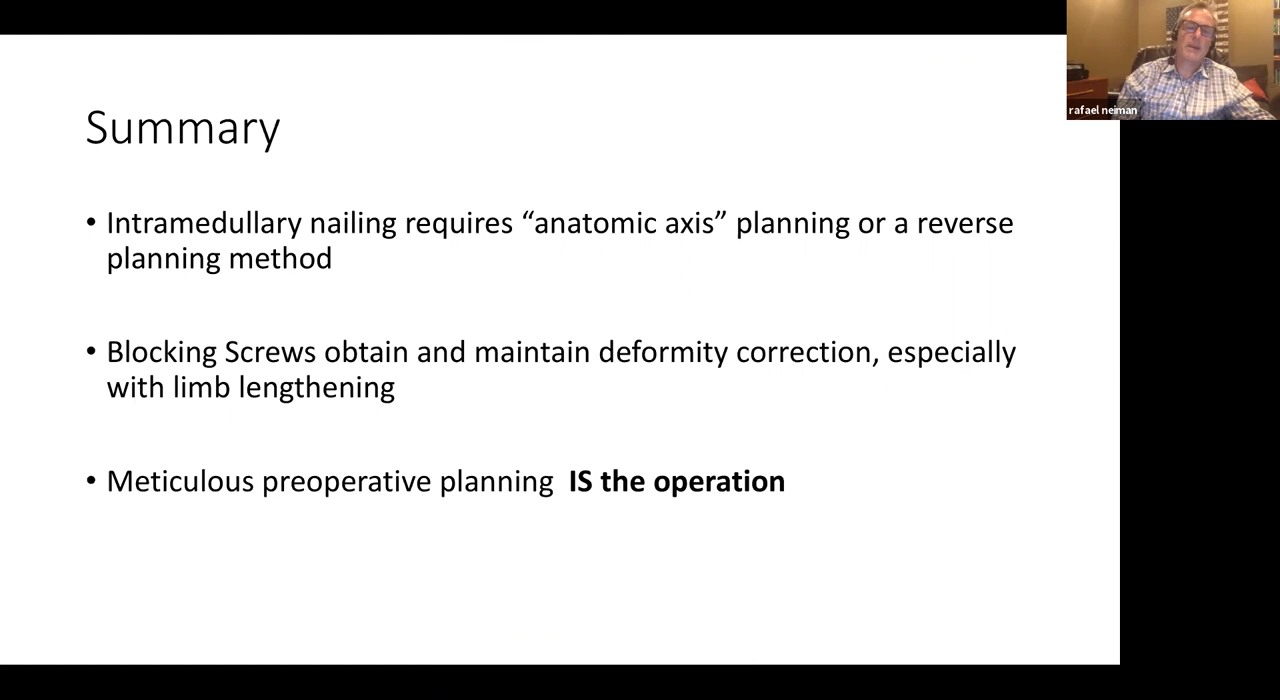 rafael neiman
Summary
• Intramedullary nailing requires “anatomic axis” planning or a reverse
planning method
• Blocking Screws obtain and maintain deformity correction, especially
with limb lengthening
• Meticulous preoperative planning  IS the operation